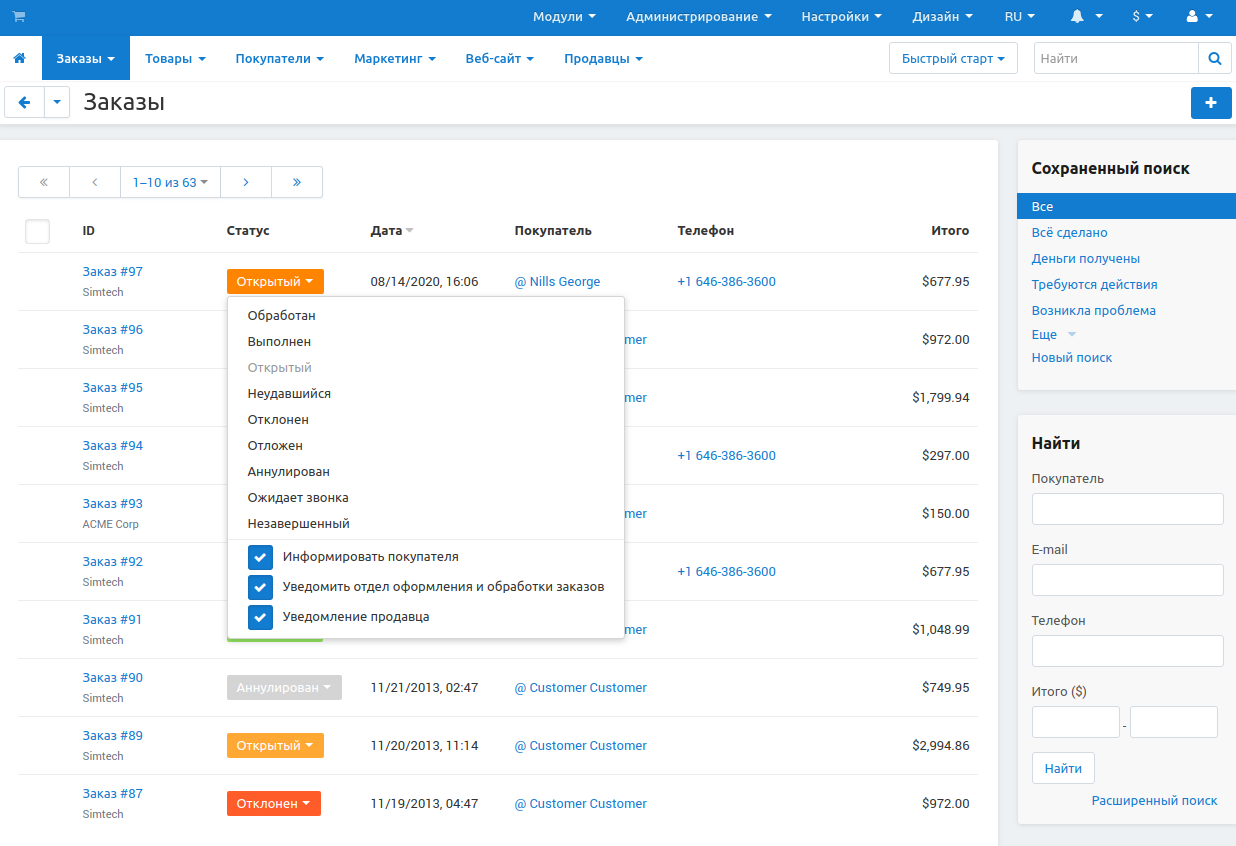 Модули Администрирование Настройки Дизайн RU $
Заказы Товары Покупатели Маркетинг Веб-сайт Продавцы Быстрый старт Найти
Заказы +
« ‹ 1–10 из 63 › »
ID Статус Дата Покупатель Телефон Итого
Заказ #97
Simtech
Открытый 08/14/2020, 16:06 @ Nills George +1 646-386-3600 $677.95
Обработан
Выполнен
Открытый
Неудавшийся
Отклонен
Отложен
Аннулирован
Ожидает звонка
Незавершенный
Информировать покупателя
Уведомить отдел оформления и обработки заказов
Уведомление продавца
Заказ #96
Simtech
mer $972.00
Заказ #95
Simtech
mer $1,799.94
Заказ #94
Simtech
+1 646-386-3600 $297.00
Заказ #93
ACME Corp
mer $150.00
Заказ #92
Simtech
+1 646-386-3600 $677.95
Заказ #91
Simtech
mer $1,048.99
Заказ #90
Simtech
Аннулирован 11/21/2013, 02:47 @ Customer Customer $749.95
Заказ #89
Simtech
Открытый 11/20/2013, 11:14 @ Customer Customer $2,994.86
Заказ #87
Simtech
Отклонен 11/19/2013, 04:47 @ Customer Customer $972.00
Сохраненный поиск
Все
Всё сделано
Деньги получены
Требуются действия
Возникла проблема
Еще
Новый поиск
Найти
Покупатель
E-mail
Телефон
Итого ($)
-
Найти
Расширенный поиск